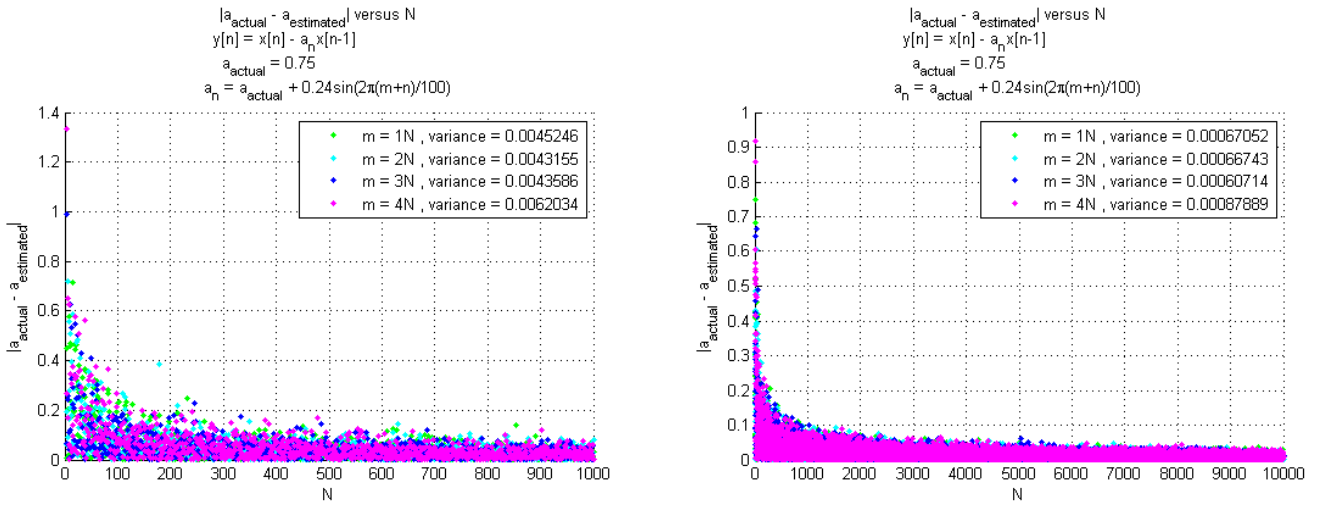 |a_actual - a_estimated| versus N
y[n] = x[n] - a_n x[n-1]
a_actual = 0.75
a_n = a_actual + 0.24sin(2π(m+n)/100)
1.4
1.2
1
0.8
0.6
0.4
0.2
0
|a_actual - a_estimated|
m = 1N , variance = 0.0045246
m = 2N , variance = 0.0043155
m = 3N , variance = 0.0043586
m = 4N , variance = 0.0062034
0 100 200 300 400 500 600 700 800 900 1000
N
|a_actual - a_estimated| versus N
y[n] = x[n] - a_n x[n-1]
a_actual = 0.75
a_n = a_actual + 0.24sin(2π(m+n)/100)
1
0.9
0.8
0.7
0.6
0.5
0.4
0.3
0.2
0.1
0
|a_actual - a_estimated|
m = 1N , variance = 0.00067052
m = 2N , variance = 0.00066743
m = 3N , variance = 0.00060714
m = 4N , variance = 0.00087889
0 1000 2000 3000 4000 5000 6000 7000 8000 9000 10000
N